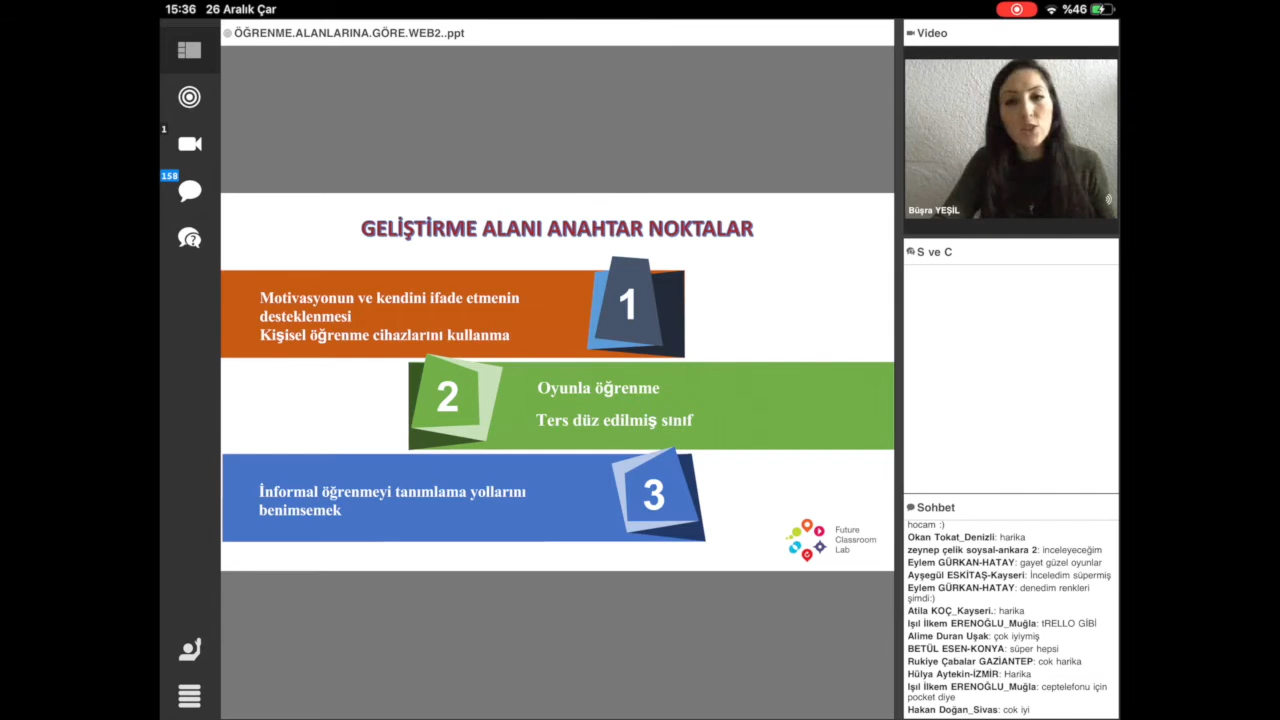 15:36 26 Aralık Çar
%46
ÖĞRENME.ALANLARINA.GÖRE.WEB2..ppt
1
158
GELİŞTİRME ALANI ANAHTAR NOKTALAR
Motivasyonun ve kendini ifade etmenin
desteklenmesi
Kişisel öğrenme cihazlarını kullanma
1
2
Oyunla öğrenme
Ters düz edilmiş sınıf
İnformal öğrenmeyi tanımlama yollarını
benimsemek
3
Future
Classroom
Lab
Video
Büşra YEŞİL
S ve C
Sohbet
hocam :)
Okan Tokat_Denizli: harika
zeynep çelik soysal-ankara 2: inceleyeceğim
Eylem GÜRKAN-HATAY: gayet güzel oyunlar
Ayşegül ESKİTAŞ-Kayseri: İnceledim süpermiş
Eylem GÜRKAN-HATAY: denedim renkleri
şimdi:)
Atila KOÇ_Kayseri.: harika
Işıl İlkem ERENOĞLU_Muğla: tRELLO GİBİ
Alime Duran Uşak: çok iyiymiş
BETÜL ESEN-KONYA: süper hepsi
Rukiye Çabalar GAZİANTEP: cok harika
Hülya Aytekin-İZMİR: Harika
Işıl İlkem ERENOĞLU_Muğla: ceptelefonu için
pocket diye
Hakan Doğan_Sivas: cok iyi